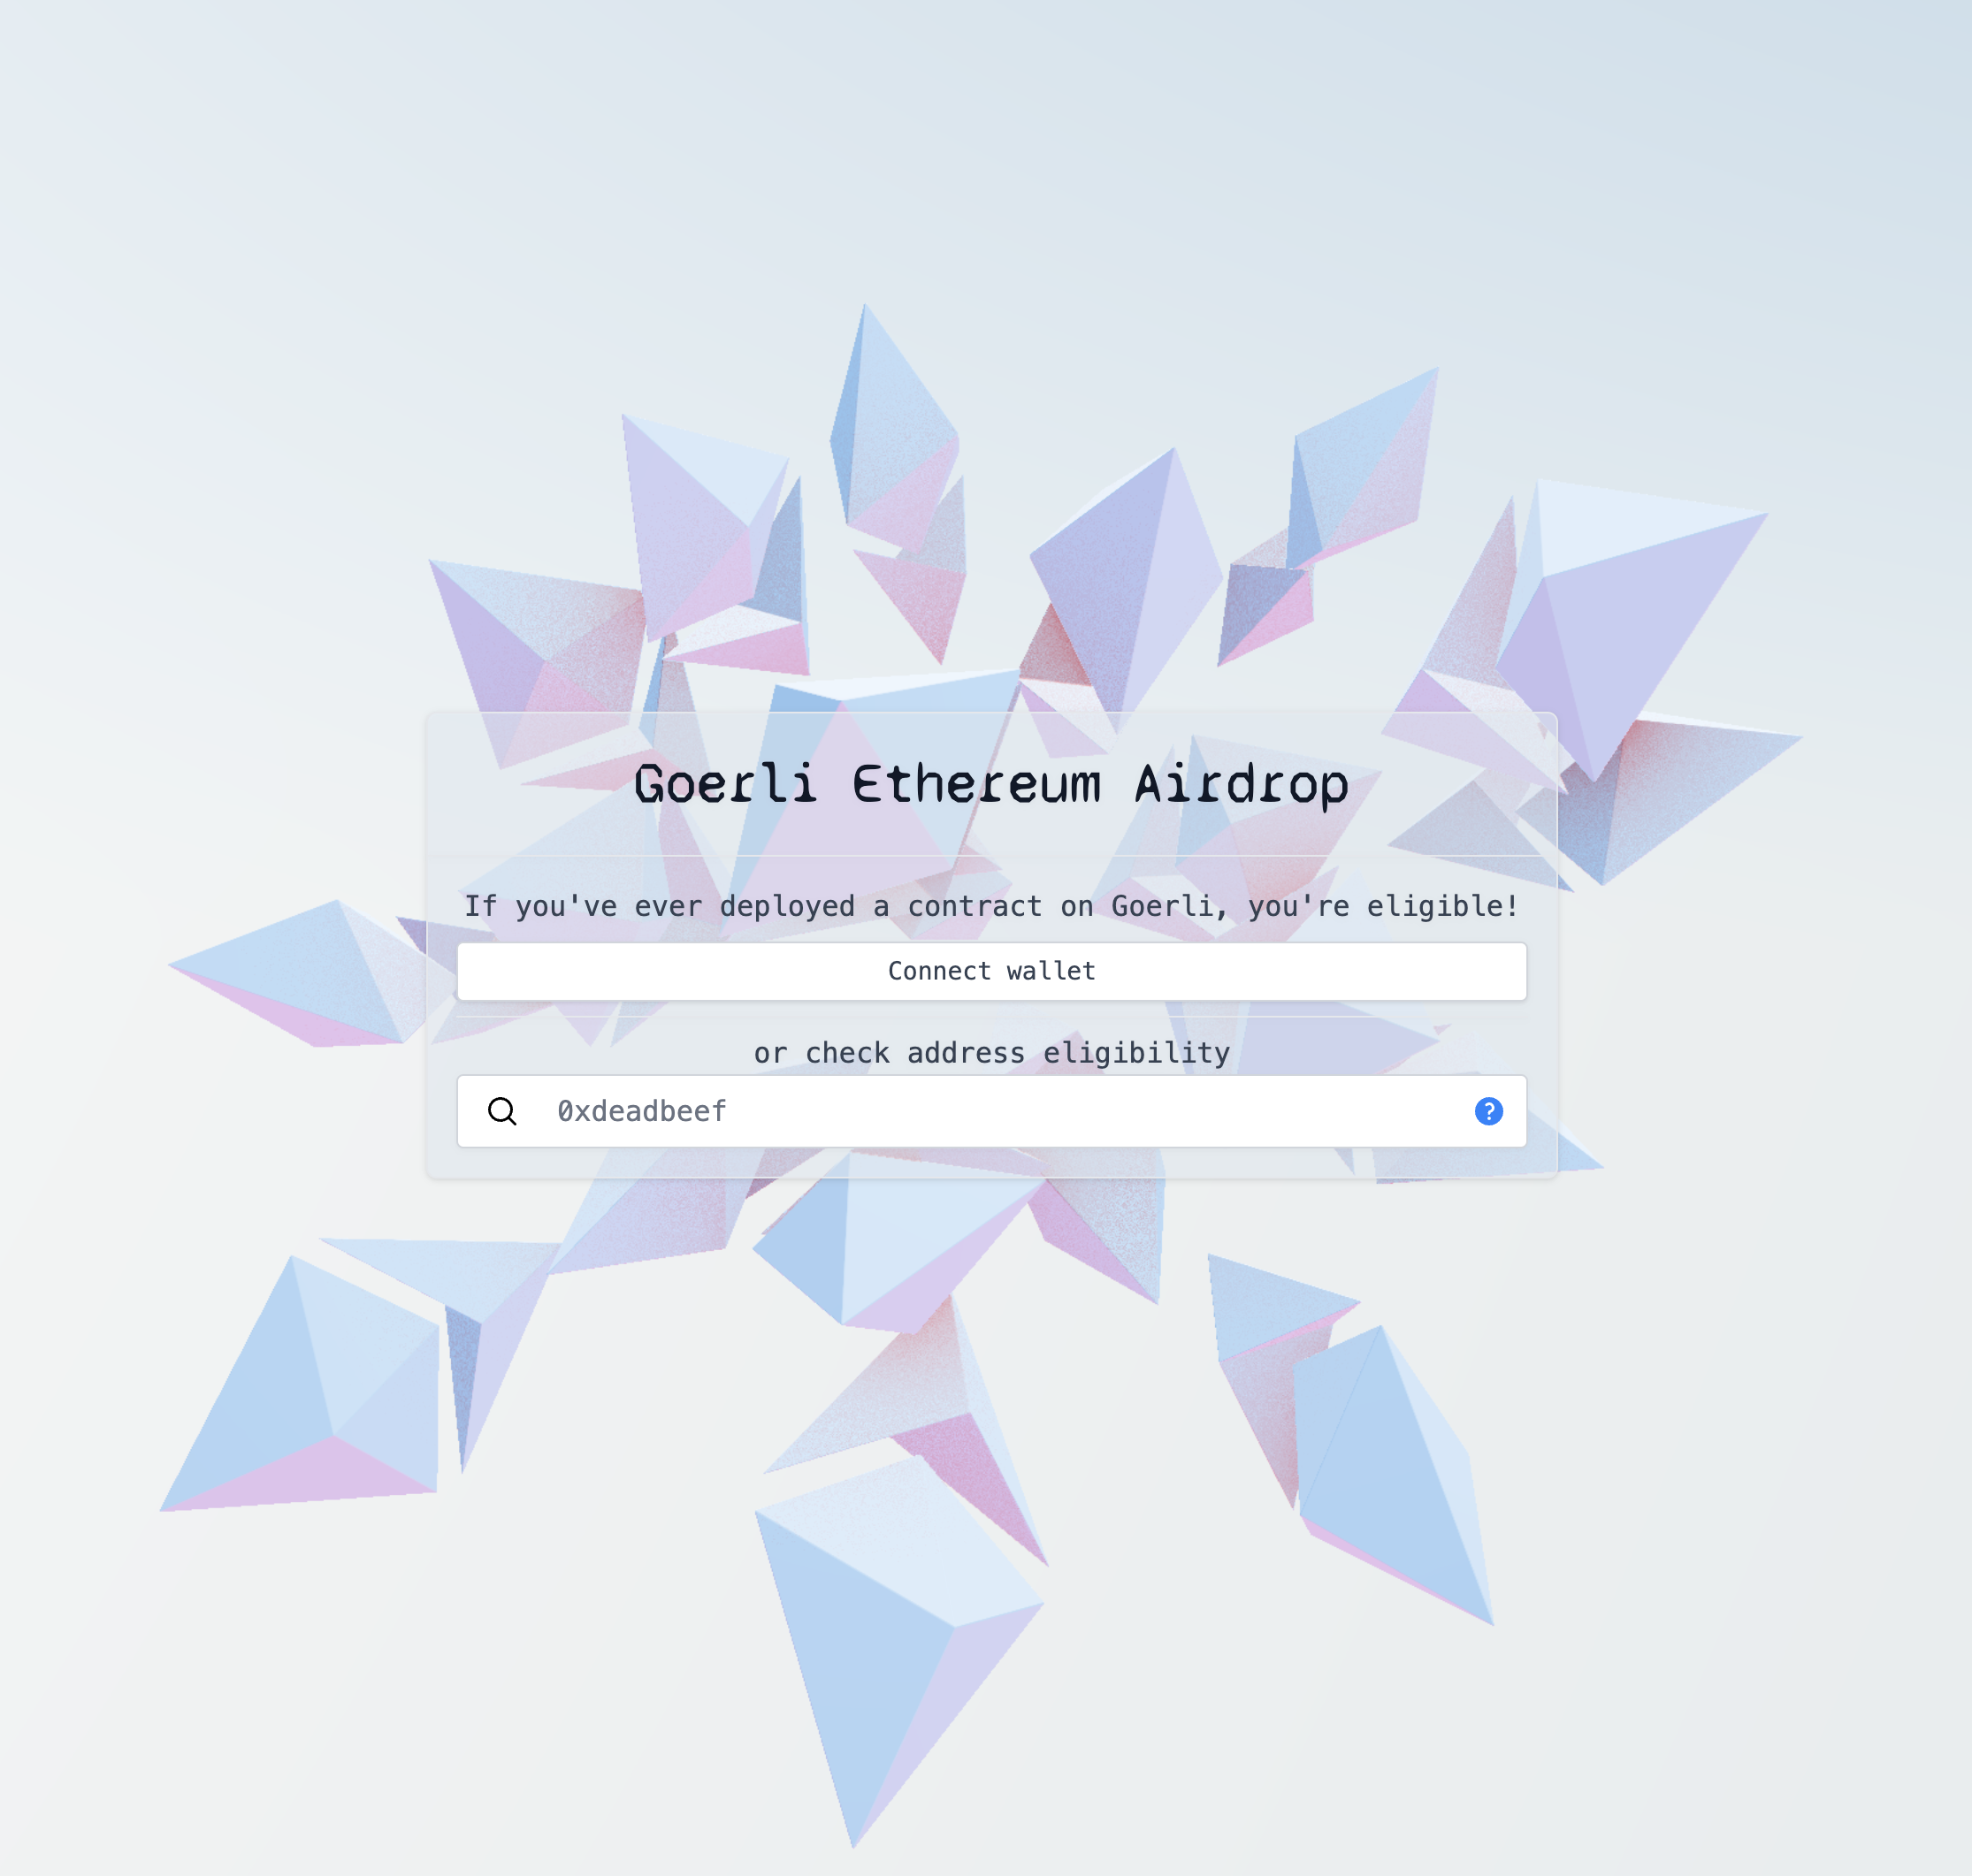 Goerli Ethereum Airdrop
If you've ever deployed a contract on Goerli, you're eligible!
Connect wallet
or check address eligibility
0xdeadbeef
?